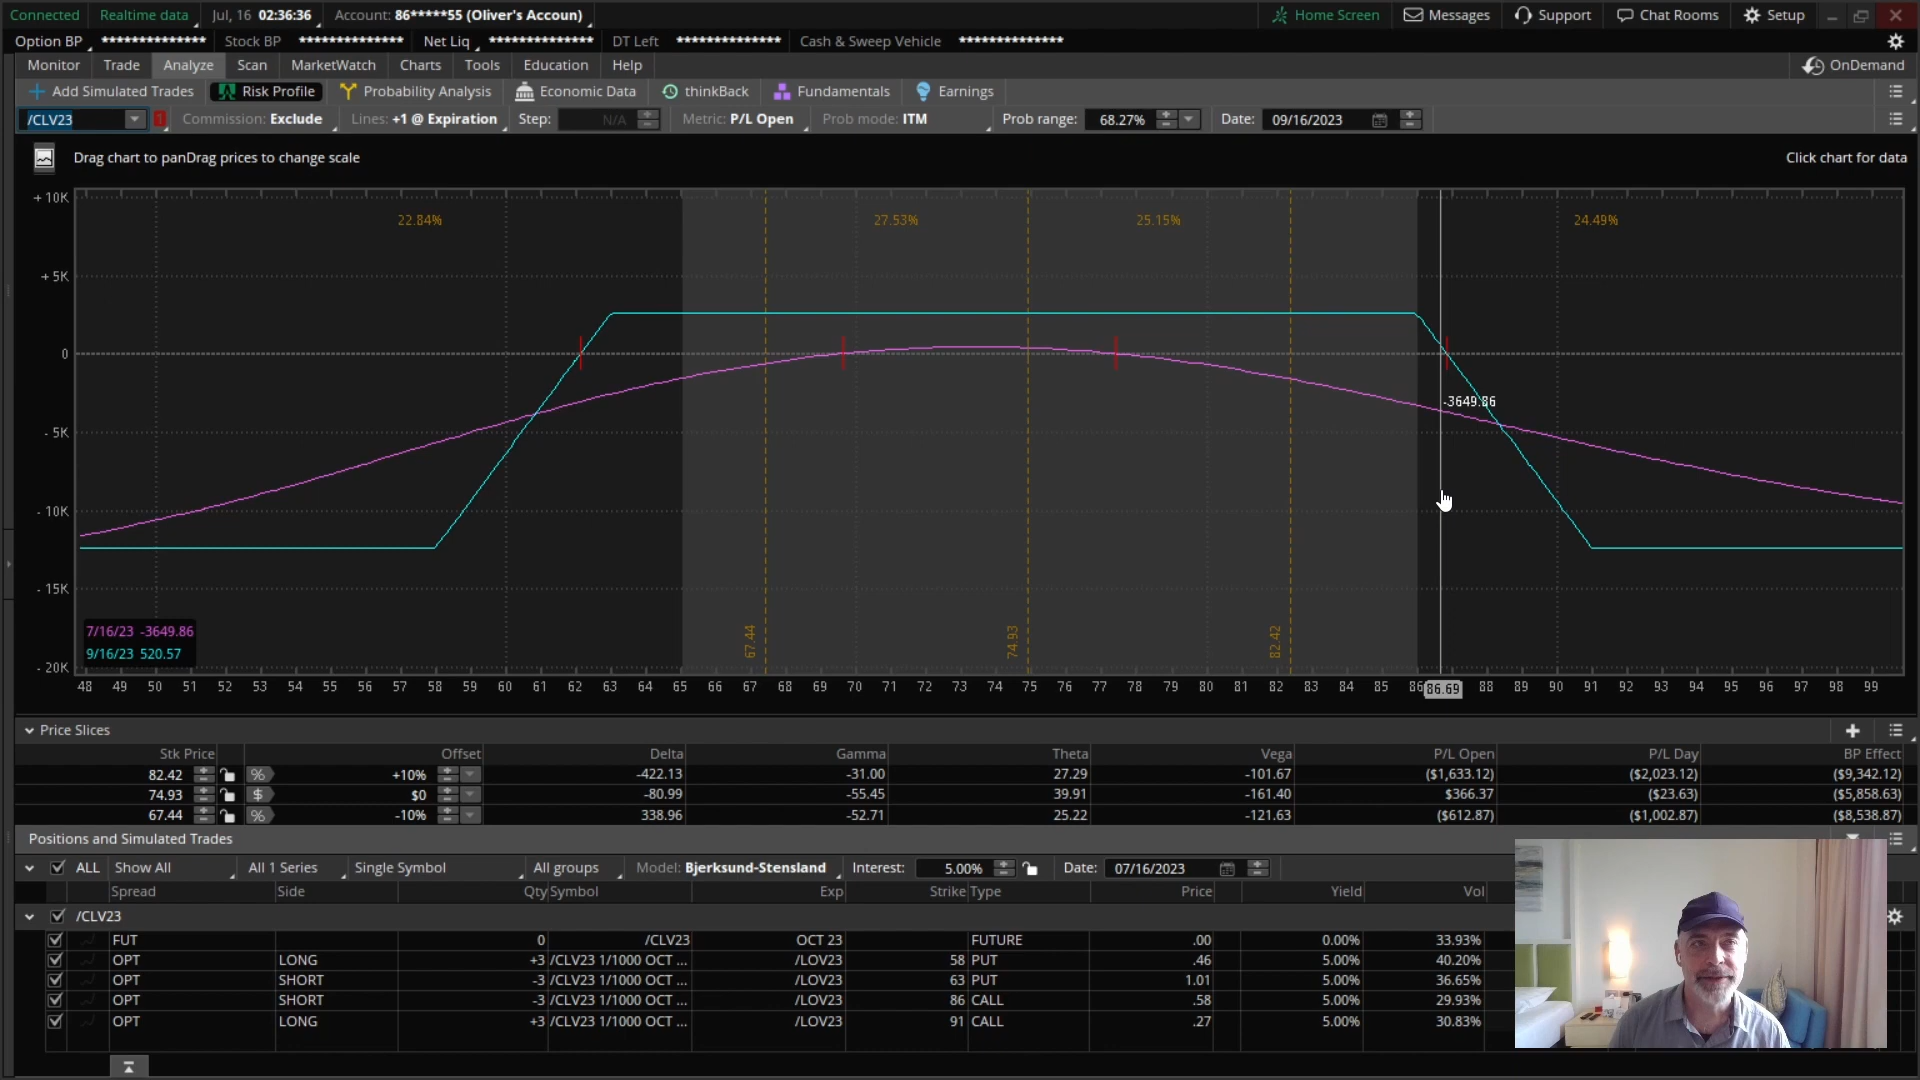 Connected Realtime data Jul, 16 02:36:36 Account: 86*****55 (Oliver's Accoun) Home Screen Messages Support Chat Rooms Setup
Option BP ************** Stock BP ************** Net Liq ************** DT Left ************** Cash & Sweep Vehicle **************
Monitor Trade Analyze Scan MarketWatch Charts Tools Education Help OnDemand
Add Simulated Trades Risk Profile Probability Analysis Economic Data thinkBack Fundamentals Earnings
/CLV23 1 Commission: Exclude Lines: +1 @ Expiration Step: N/A Metric: P/L Open Prob mode: ITM Prob range: 68.27% Date: 09/16/2023
Drag chart to panDrag prices to change scale Click chart for data
+ 10K
22.84% 27.53% 25.15% 24.49%
+ 5K
0
-3649.86
- 5K
- 10K
- 15K
7/16/23 -3649.86
9/16/23 520.57
67.44 74.93 82.42
- 20K
48 49 50 51 52 53 54 55 56 57 58 59 60 61 62 63 64 65 66 67 68 69 70 71 72 73 74 75 76 77 78 79 80 81 82 83 84 85 86 86.69 88 89 90 91 92 93 94 95 96 97 98 99
Price Slices
Stk Price Offset Delta Gamma Theta Vega P/L Open P/L Day BP Effect
82.42 % +10% -422.13 -31.00 27.29 -101.67 ($1,633.12) ($2,023.12) ($9,342.12)
74.93 $ $0 -80.99 -55.45 39.91 -161.40 $366.37 ($23.63) ($5,858.63)
67.44 % -10% 338.96 -52.71 25.22 -121.63 ($612.87) ($1,002.87) ($8,538.87)
Positions and Simulated Trades
ALL Show All All 1 Series Single Symbol All groups Model: Bjerksund-Stensland Interest: 5.00% Date: 07/16/2023
Spread Side Qty Symbol Exp Strike Type Price Yield Vol
/CLV23
FUT 0 /CLV23 OCT 23 FUTURE .00 0.00% 33.93%
OPT LONG +3 /CLV23 1/1000 OCT ... /LOV23 58 PUT .46 5.00% 40.20%
OPT SHORT -3 /CLV23 1/1000 OCT ... /LOV23 63 PUT 1.01 5.00% 36.65%
OPT SHORT -3 /CLV23 1/1000 OCT ... /LOV23 86 CALL .58 5.00% 29.93%
OPT LONG +3 /CLV23 1/1000 OCT ... /LOV23 91 CALL .27 5.00% 30.83%